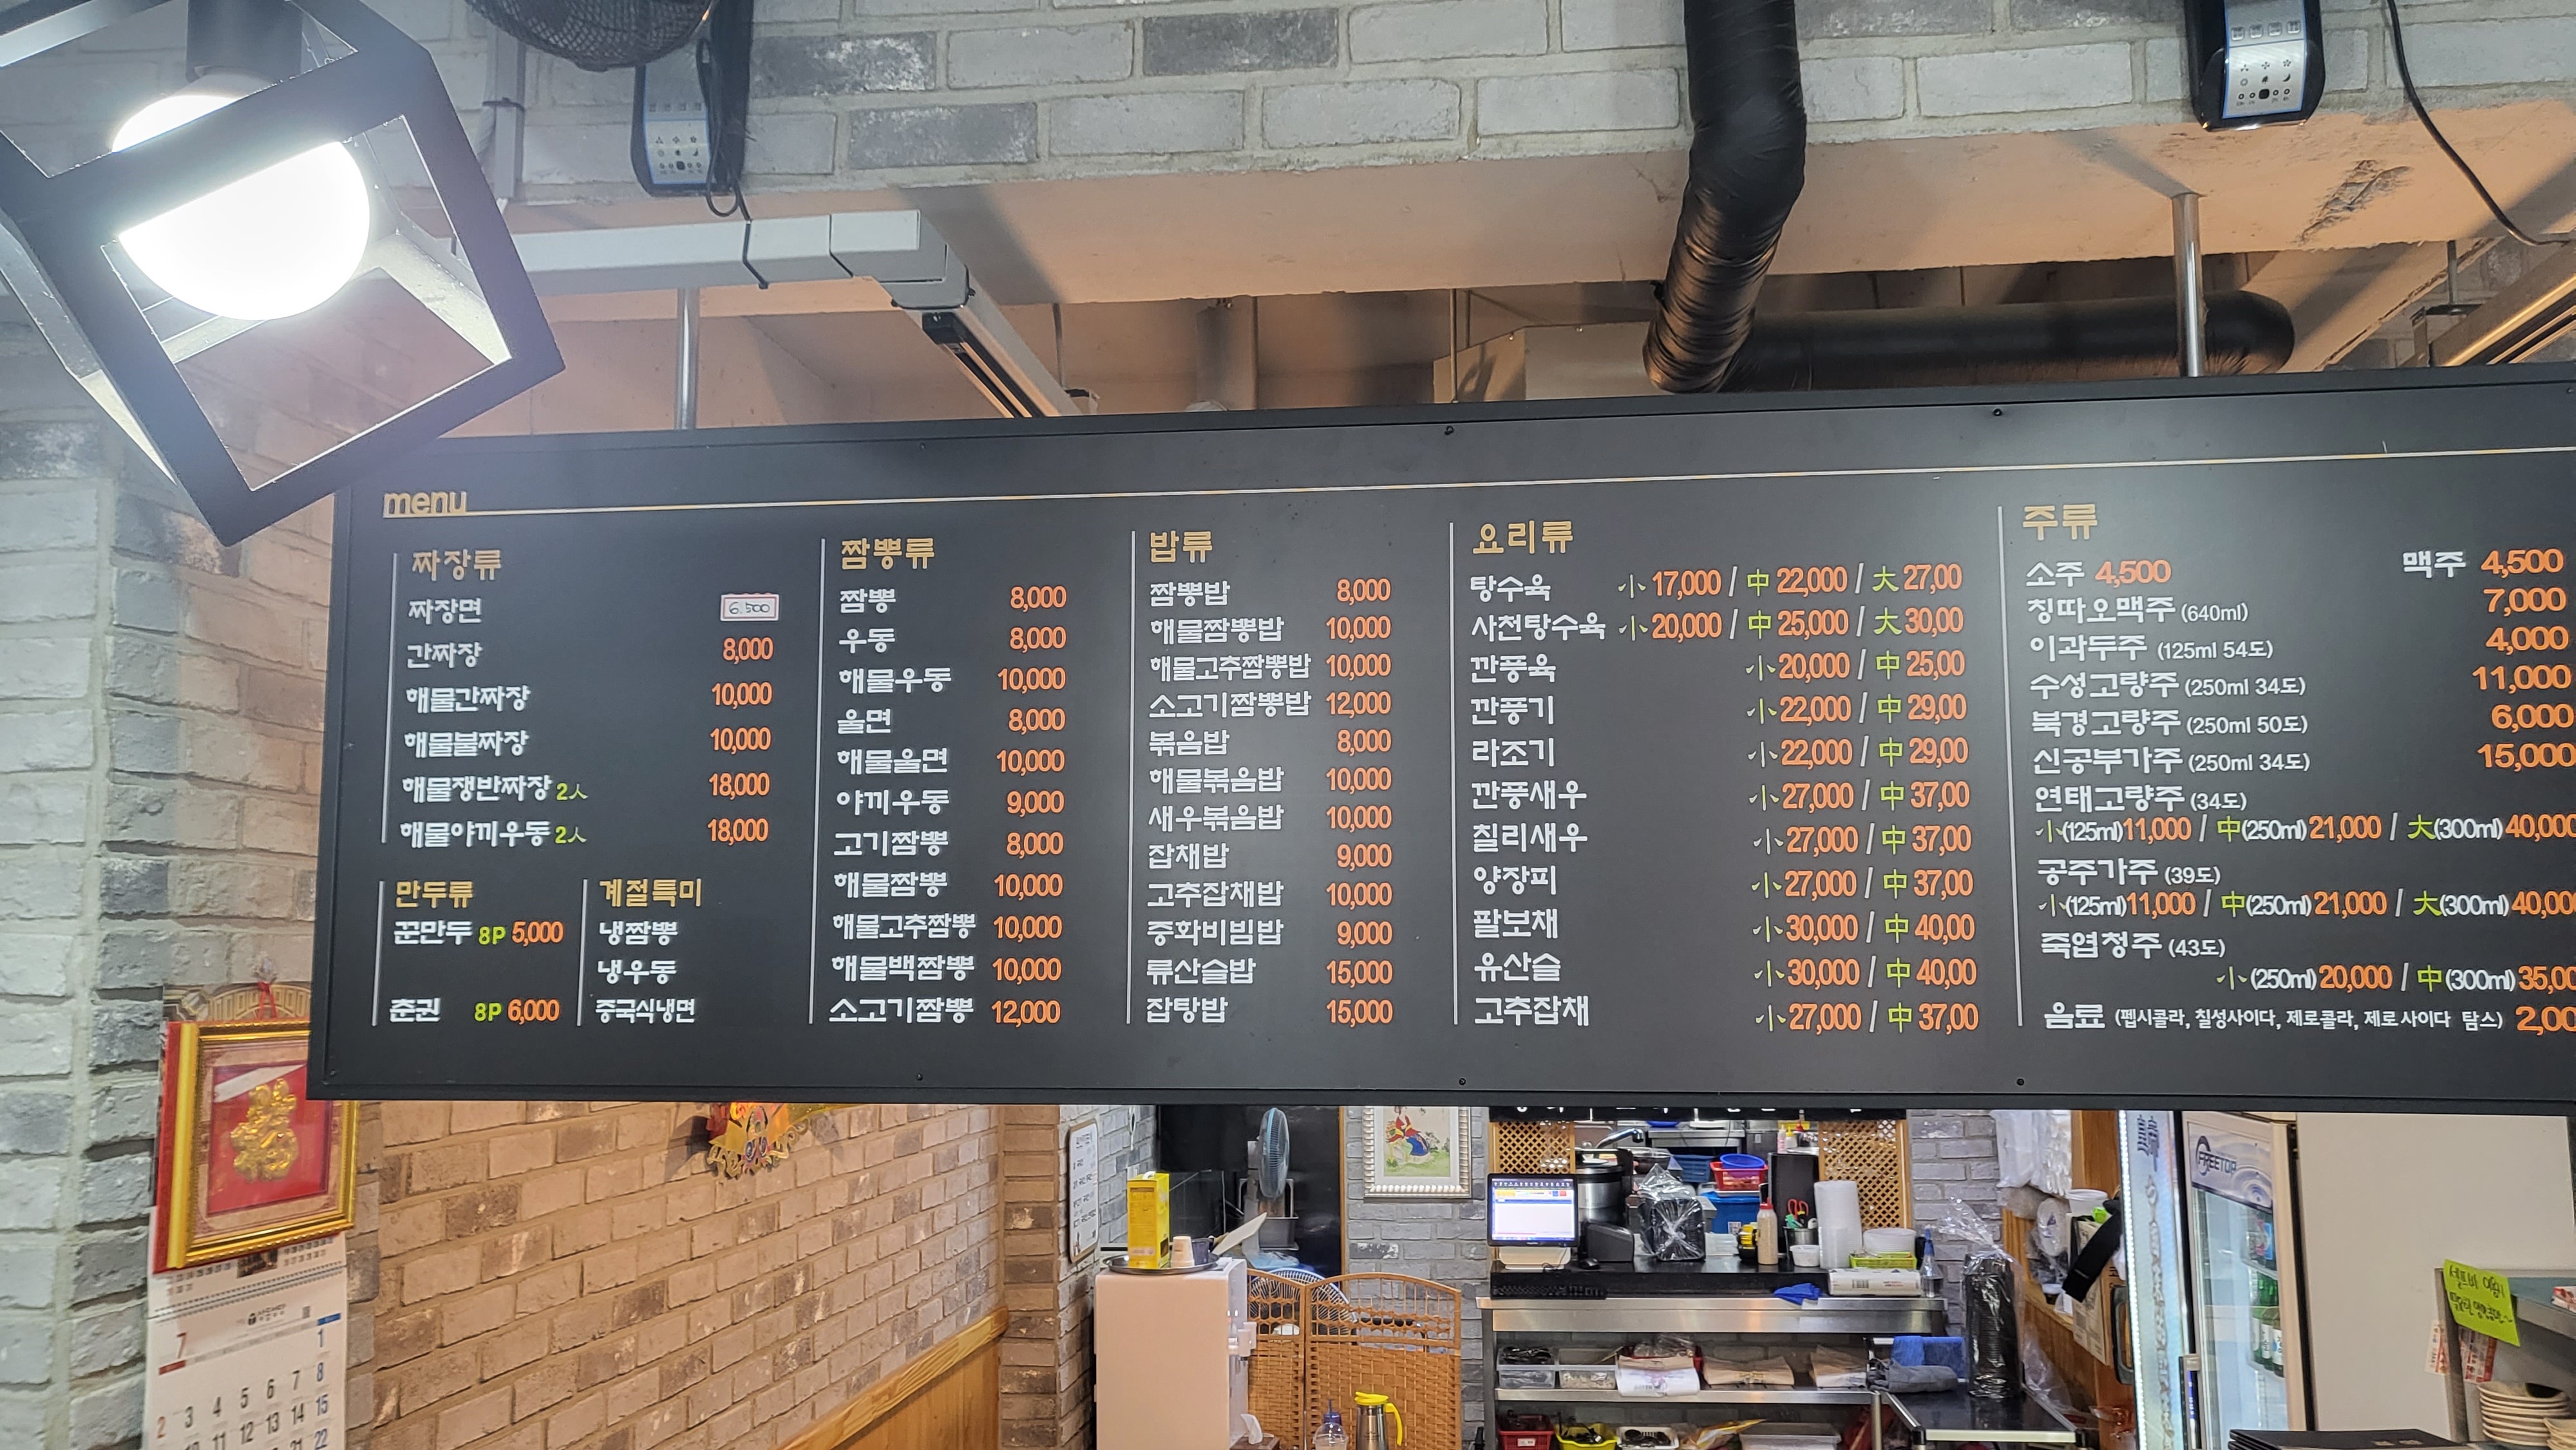 menu
짜장류
짜장면 6.500
간짜장 8,000
해물간짜장 10,000
해물불짜장 10,000
해물쟁반짜장 2人 18,000
해물야끼우동 2人 18,000
만두류
꾼만두 8P 5,000
춘권 8P 6,000
계절특미
냉짬뽕
냉우동
중국식냉면
짬뽕류
짬뽕 8,000
우동 8,000
해물우동 10,000
울면 8,000
해물울면 10,000
야끼우동 9,000
고기짬뽕 8,000
해물짬뽕 10,000
해물고추짬뽕 10,000
해물백짬뽕 10,000
소고기짬뽕 12,000
밥류
짬뽕밥 8,000
해물짬뽕밥 10,000
해물고추짬뽕밥 10,000
소고기짬뽕밥 12,000
볶음밥 8,000
해물볶음밥 10,000
새우볶음밥 10,000
잡채밥 9,000
고추잡채밥 10,000
중화비빔밥 9,000
류산슬밥 15,000
잡탕밥 15,000
요리류
탕수육 小 17,000 / 中 22,000 / 大 27,00
사천탕수육 小 20,000 / 中 25,000 / 大 30,00
깐풍육 小 20,000 / 中 25,00
깐풍기 小 22,000 / 中 29,00
라조기 小 22,000 / 中 29,00
깐풍새우 小 27,000 / 中 37,00
칠리새우 小 27,000 / 中 37,00
양장피 小 27,000 / 中 37,00
팔보채 小 30,000 / 中 40,00
유산슬 小 30,000 / 中 40,00
고추잡채 小 27,000 / 中 37,00
주류
소주 4,500 맥주 4,500
칭따오맥주 (640ml) 7,000
이과두주 (125ml 54도) 4,000
수성고량주 (250ml 34도) 11,000
북경고량주 (250ml 50도) 6,000
신공부가주 (250ml 34도) 15,000
연태고량주 (34도)
小(125ml) 11,000 / 中(250ml) 21,000 / 大(300ml) 40,000
공주가주 (39도)
小(125ml) 11,000 / 中(250ml) 21,000 / 大(300ml) 40,000
죽엽청주 (43도)
小(250ml) 20,000 / 中(300ml) 35,00
음료 (펩시콜라, 칠성사이다, 제로콜라, 제로사이다 탐스) 2,00
FREETOP
7
1
2 3 4 5 6 7 8
11 12 13 14 15
22